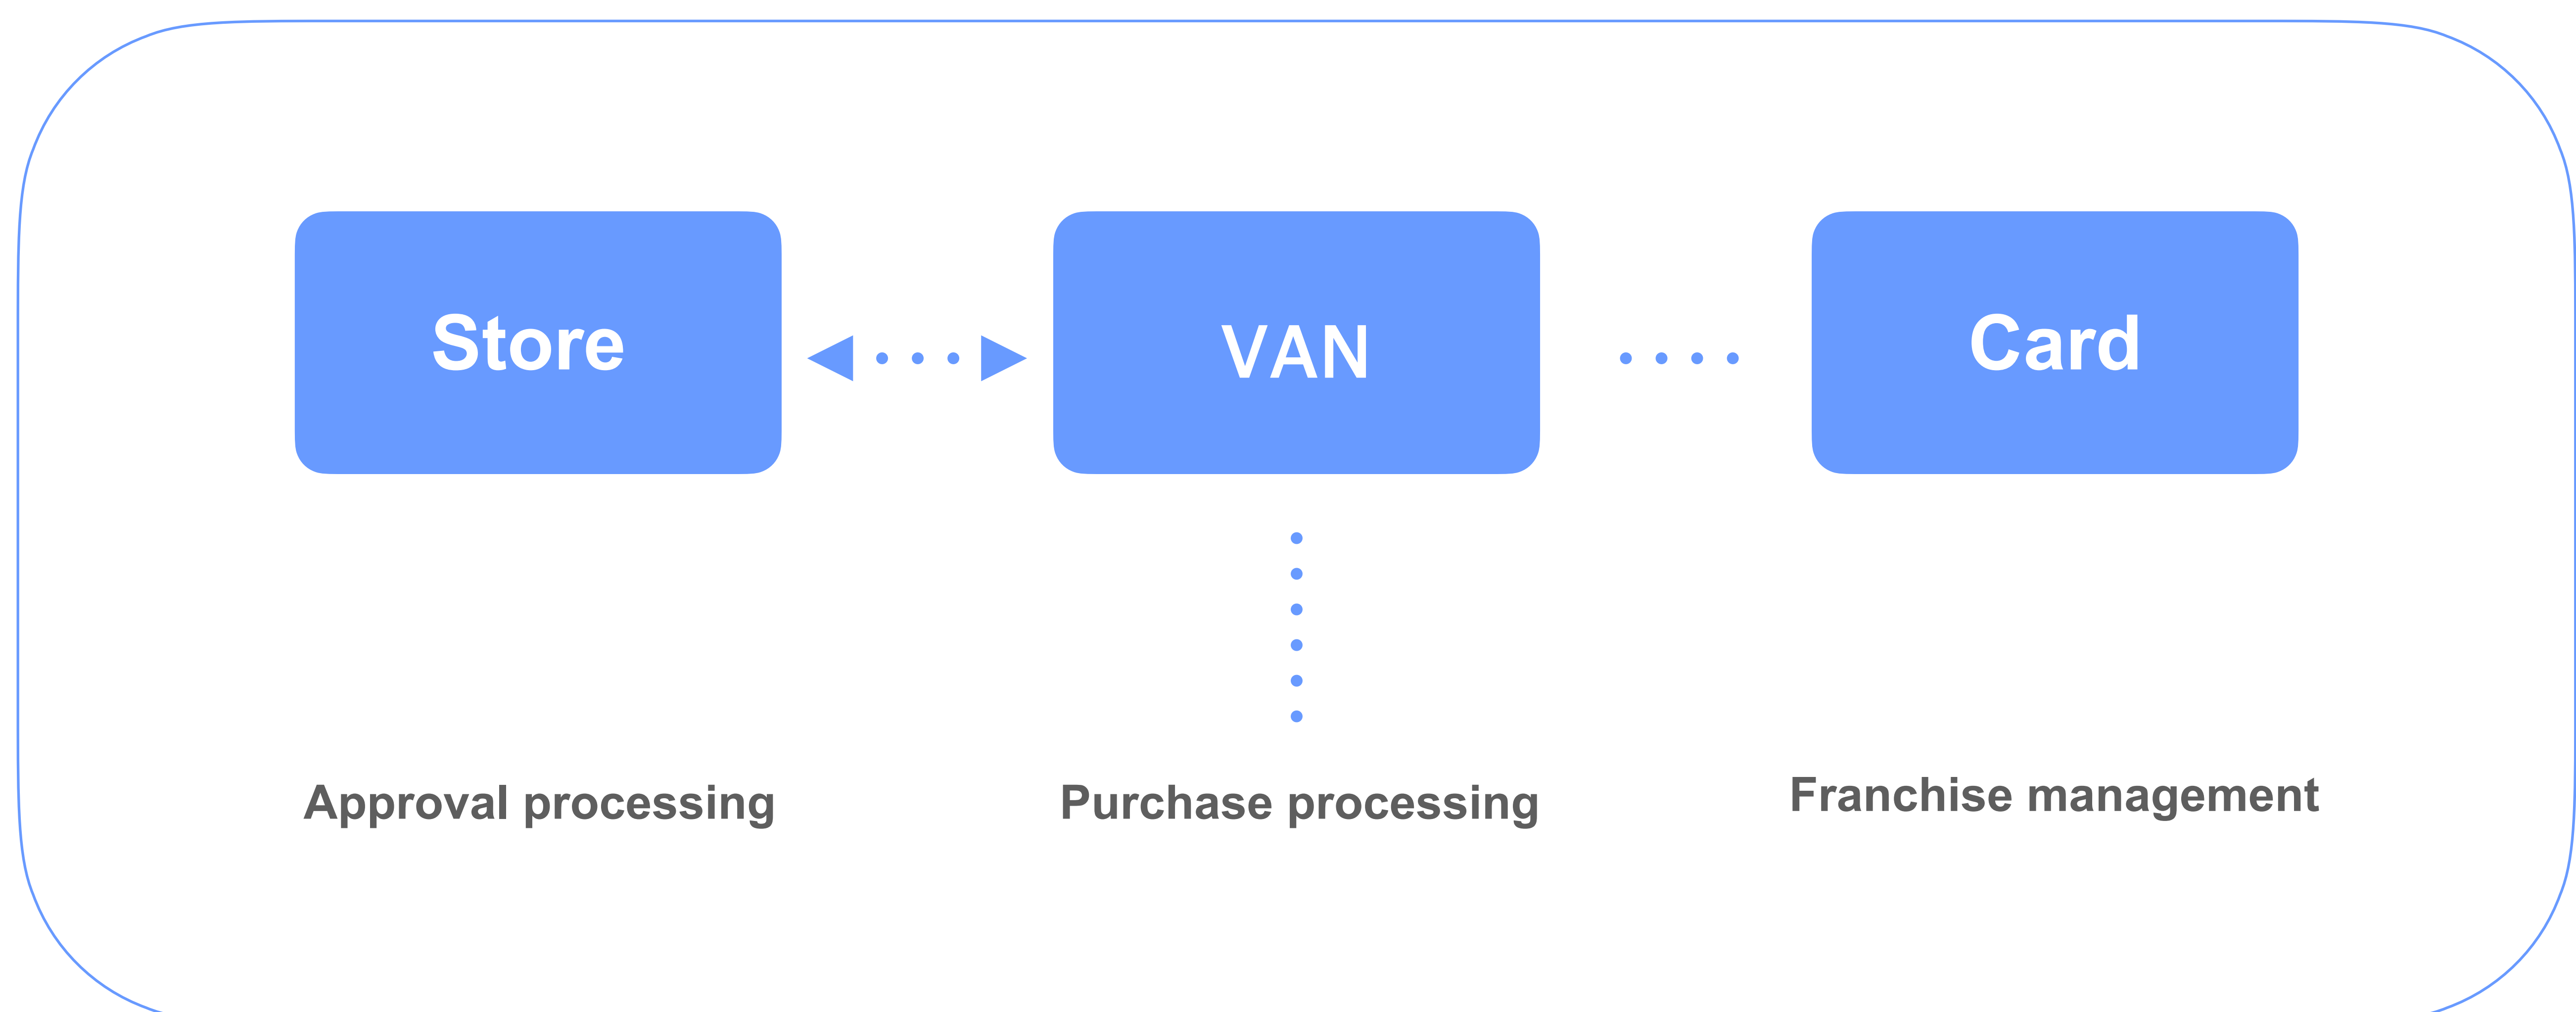 Store
VAN
Card
Approval processing
Purchase processing
Franchise management